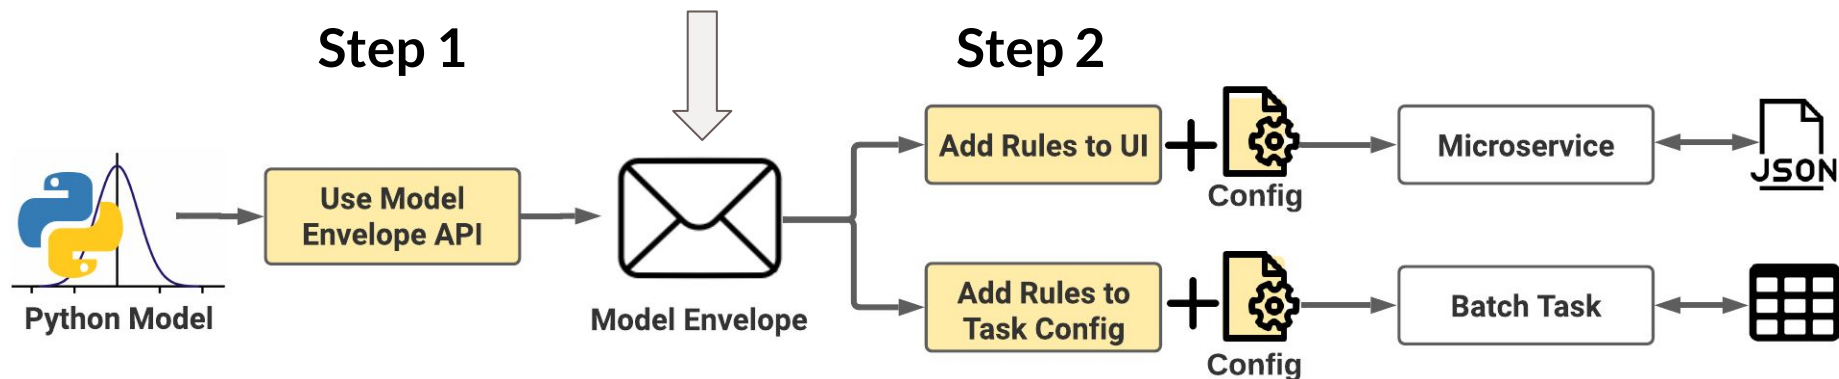 Step 1
Step 2
Python Model
Use Model
Envelope API
Model Envelope
Add Rules to UI
Config
Microservice
JSON
Add Rules to
Task Config
Config
Batch Task